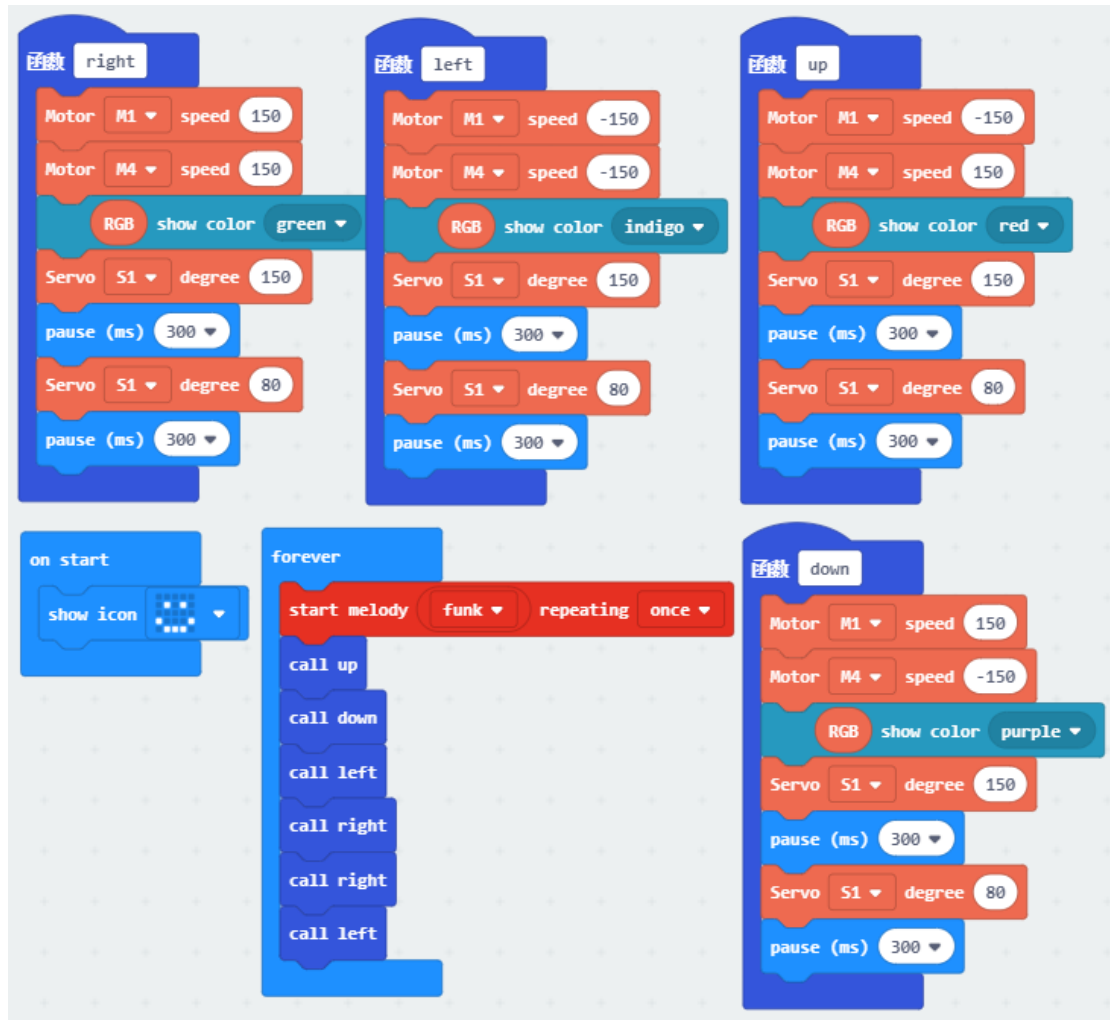 函数 right
Motor M1 speed 150
Motor M4 speed 150
RGB show color green
Servo S1 degree 150
pause (ms) 300
Servo S1 degree 80
pause (ms) 300
函数 left
Motor M1 speed -150
Motor M4 speed -150
RGB show color indigo
Servo S1 degree 150
pause (ms) 300
Servo S1 degree 80
pause (ms) 300
函数 up
Motor M1 speed -150
Motor M4 speed 150
RGB show color red
Servo S1 degree 150
pause (ms) 300
Servo S1 degree 80
pause (ms) 300
on start
show icon
forever
start melody funk repeating once
call up
call down
call left
call right
call right
call left
函数 down
Motor M1 speed 150
Motor M4 speed -150
RGB show color purple
Servo S1 degree 150
pause (ms) 300
Servo S1 degree 80
pause (ms) 300